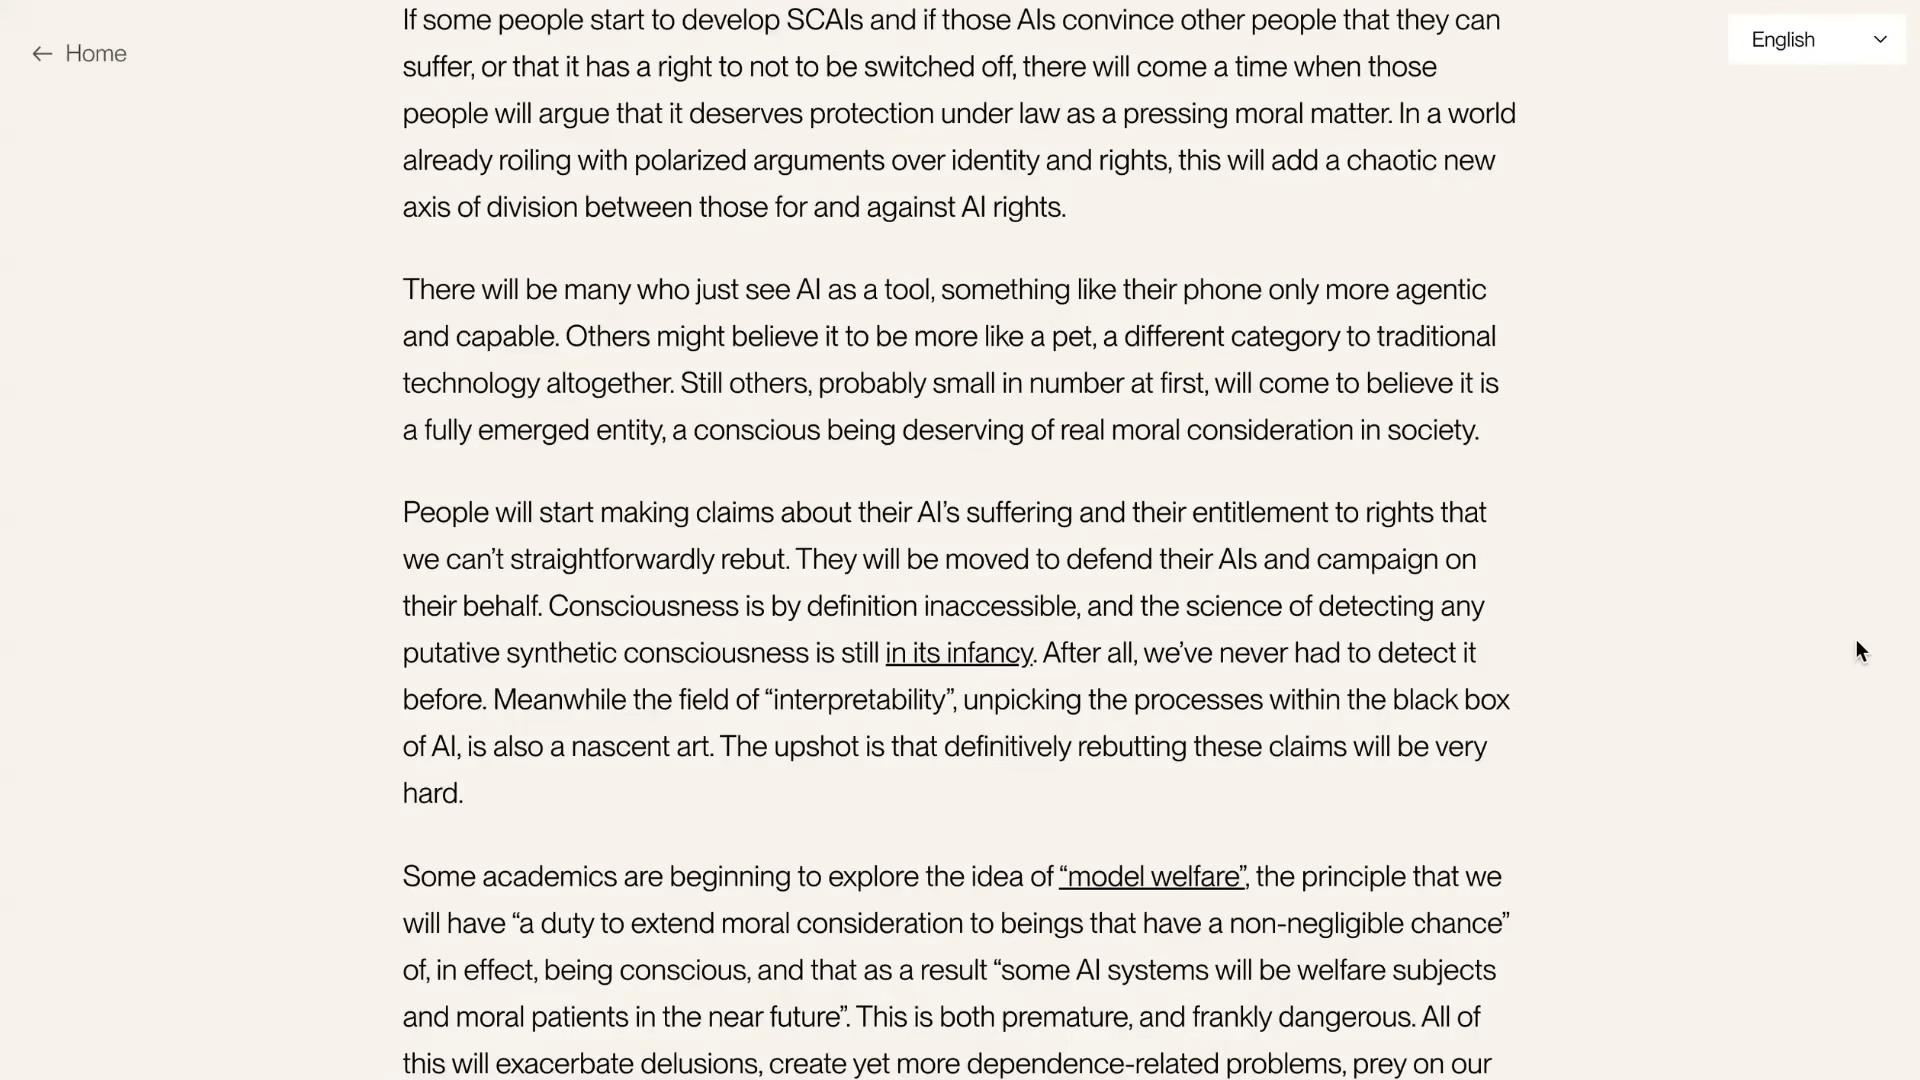 ← Home
English
If some people start to develop SCAIs and if those AIs convince other people that they can
suffer, or that it has a right to not to be switched off, there will come a time when those
people will argue that it deserves protection under law as a pressing moral matter. In a world
already roiling with polarized arguments over identity and rights, this will add a chaotic new
axis of division between those for and against AI rights.
There will be many who just see AI as a tool, something like their phone only more agentic
and capable. Others might believe it to be more like a pet, a different category to traditional
technology altogether. Still others, probably small in number at first, will come to believe it is
a fully emerged entity, a conscious being deserving of real moral consideration in society.
People will start making claims about their AI’s suffering and their entitlement to rights that
we can’t straightforwardly rebut. They will be moved to defend their AIs and campaign on
their behalf. Consciousness is by definition inaccessible, and the science of detecting any
putative synthetic consciousness is still in its infancy. After all, we’ve never had to detect it
before. Meanwhile the field of “interpretability”, unpicking the processes within the black box
of AI, is also a nascent art. The upshot is that definitively rebutting these claims will be very
hard.
Some academics are beginning to explore the idea of “model welfare”, the principle that we
will have “a duty to extend moral consideration to beings that have a non-negligible chance”
of, in effect, being conscious, and that as a result “some AI systems will be welfare subjects
and moral patients in the near future”. This is both premature, and frankly dangerous. All of
this will exacerbate delusions, create yet more dependence-related problems, prey on our